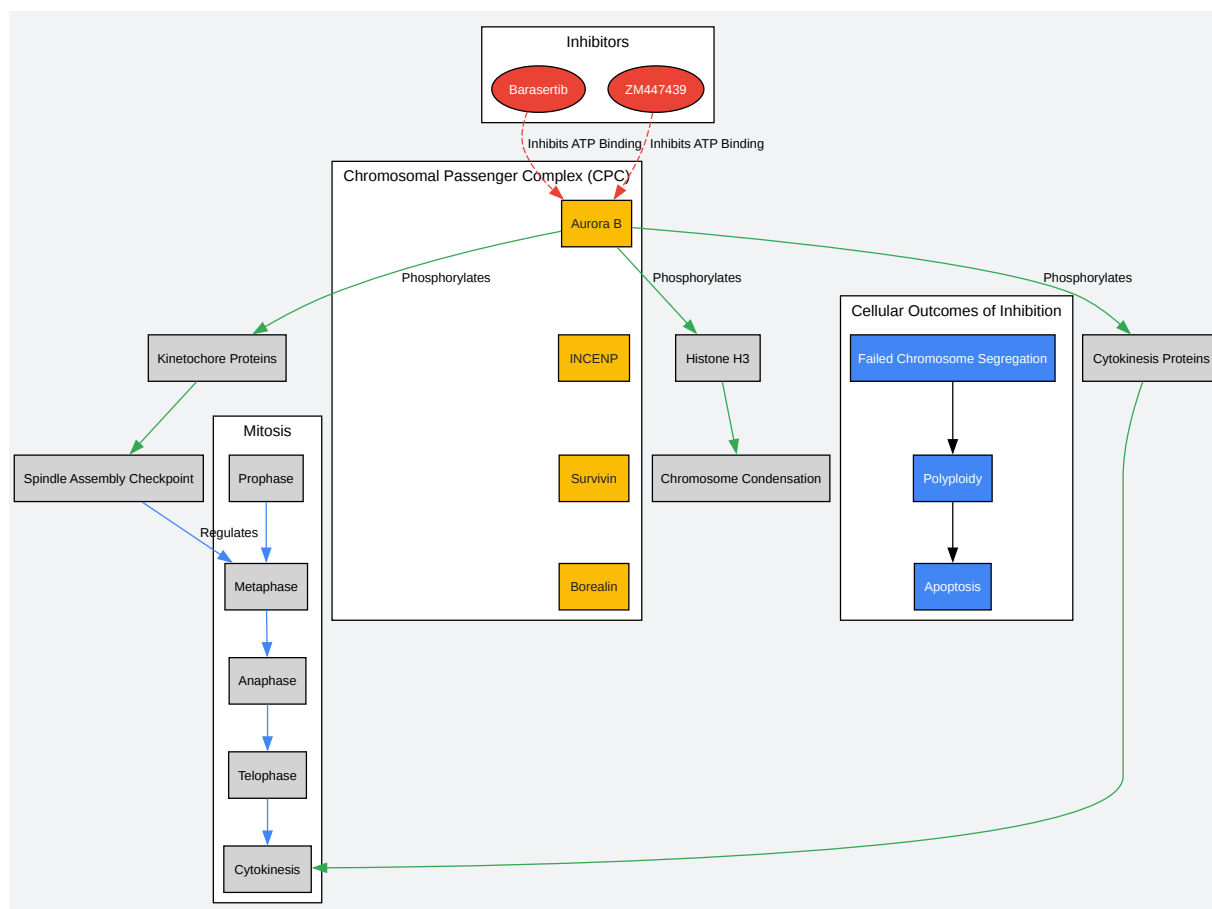 Inhibitors
Barasertib
ZM447439
Inhibits ATP Binding
Inhibits ATP Binding
Chromosomal Passenger Complex (CPC)
Aurora B
Phosphorylates
Phosphorylates
Phosphorylates
Cellular Outcomes of Inhibition
Kinetochore Proteins
INCENP
Histone H3
Failed Chromosome Segregation
Cytokinesis Proteins
Mitosis
Spindle Assembly Checkpoint
Prophase
Survivin
Chromosome Condensation
Polyploidy
Regulates
Metaphase
Borealin
Apoptosis
Anaphase
Telophase
Cytokinesis